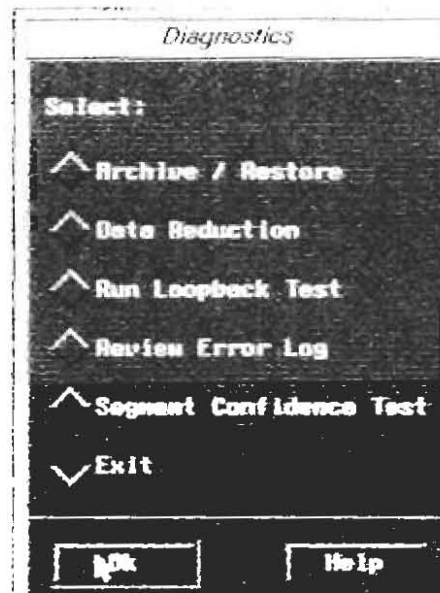 Diagnostics
Select:
Archive / Restore
Data Reduction
Run Loopback Test
Review Error Log
Segment Confidence Test
Exit
Ok
Help